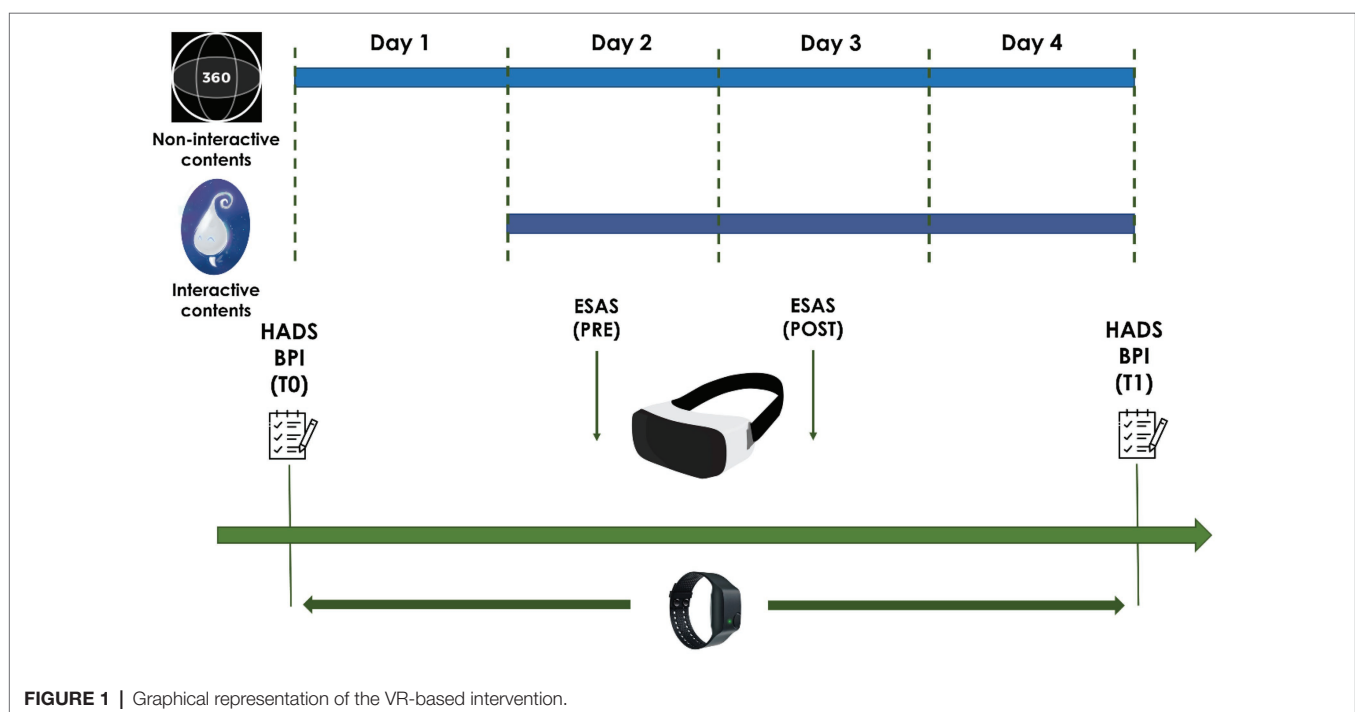 Day 1
Day 2
Day 3
Day 4
360
Non-interactive
contents
Interactive
contents
ESAS
(PRE)
ESAS
(POST)
HADS
BPI
(T0)
HADS
BPI
(T1)
FIGURE 1 | Graphical representation of the VR-based intervention.